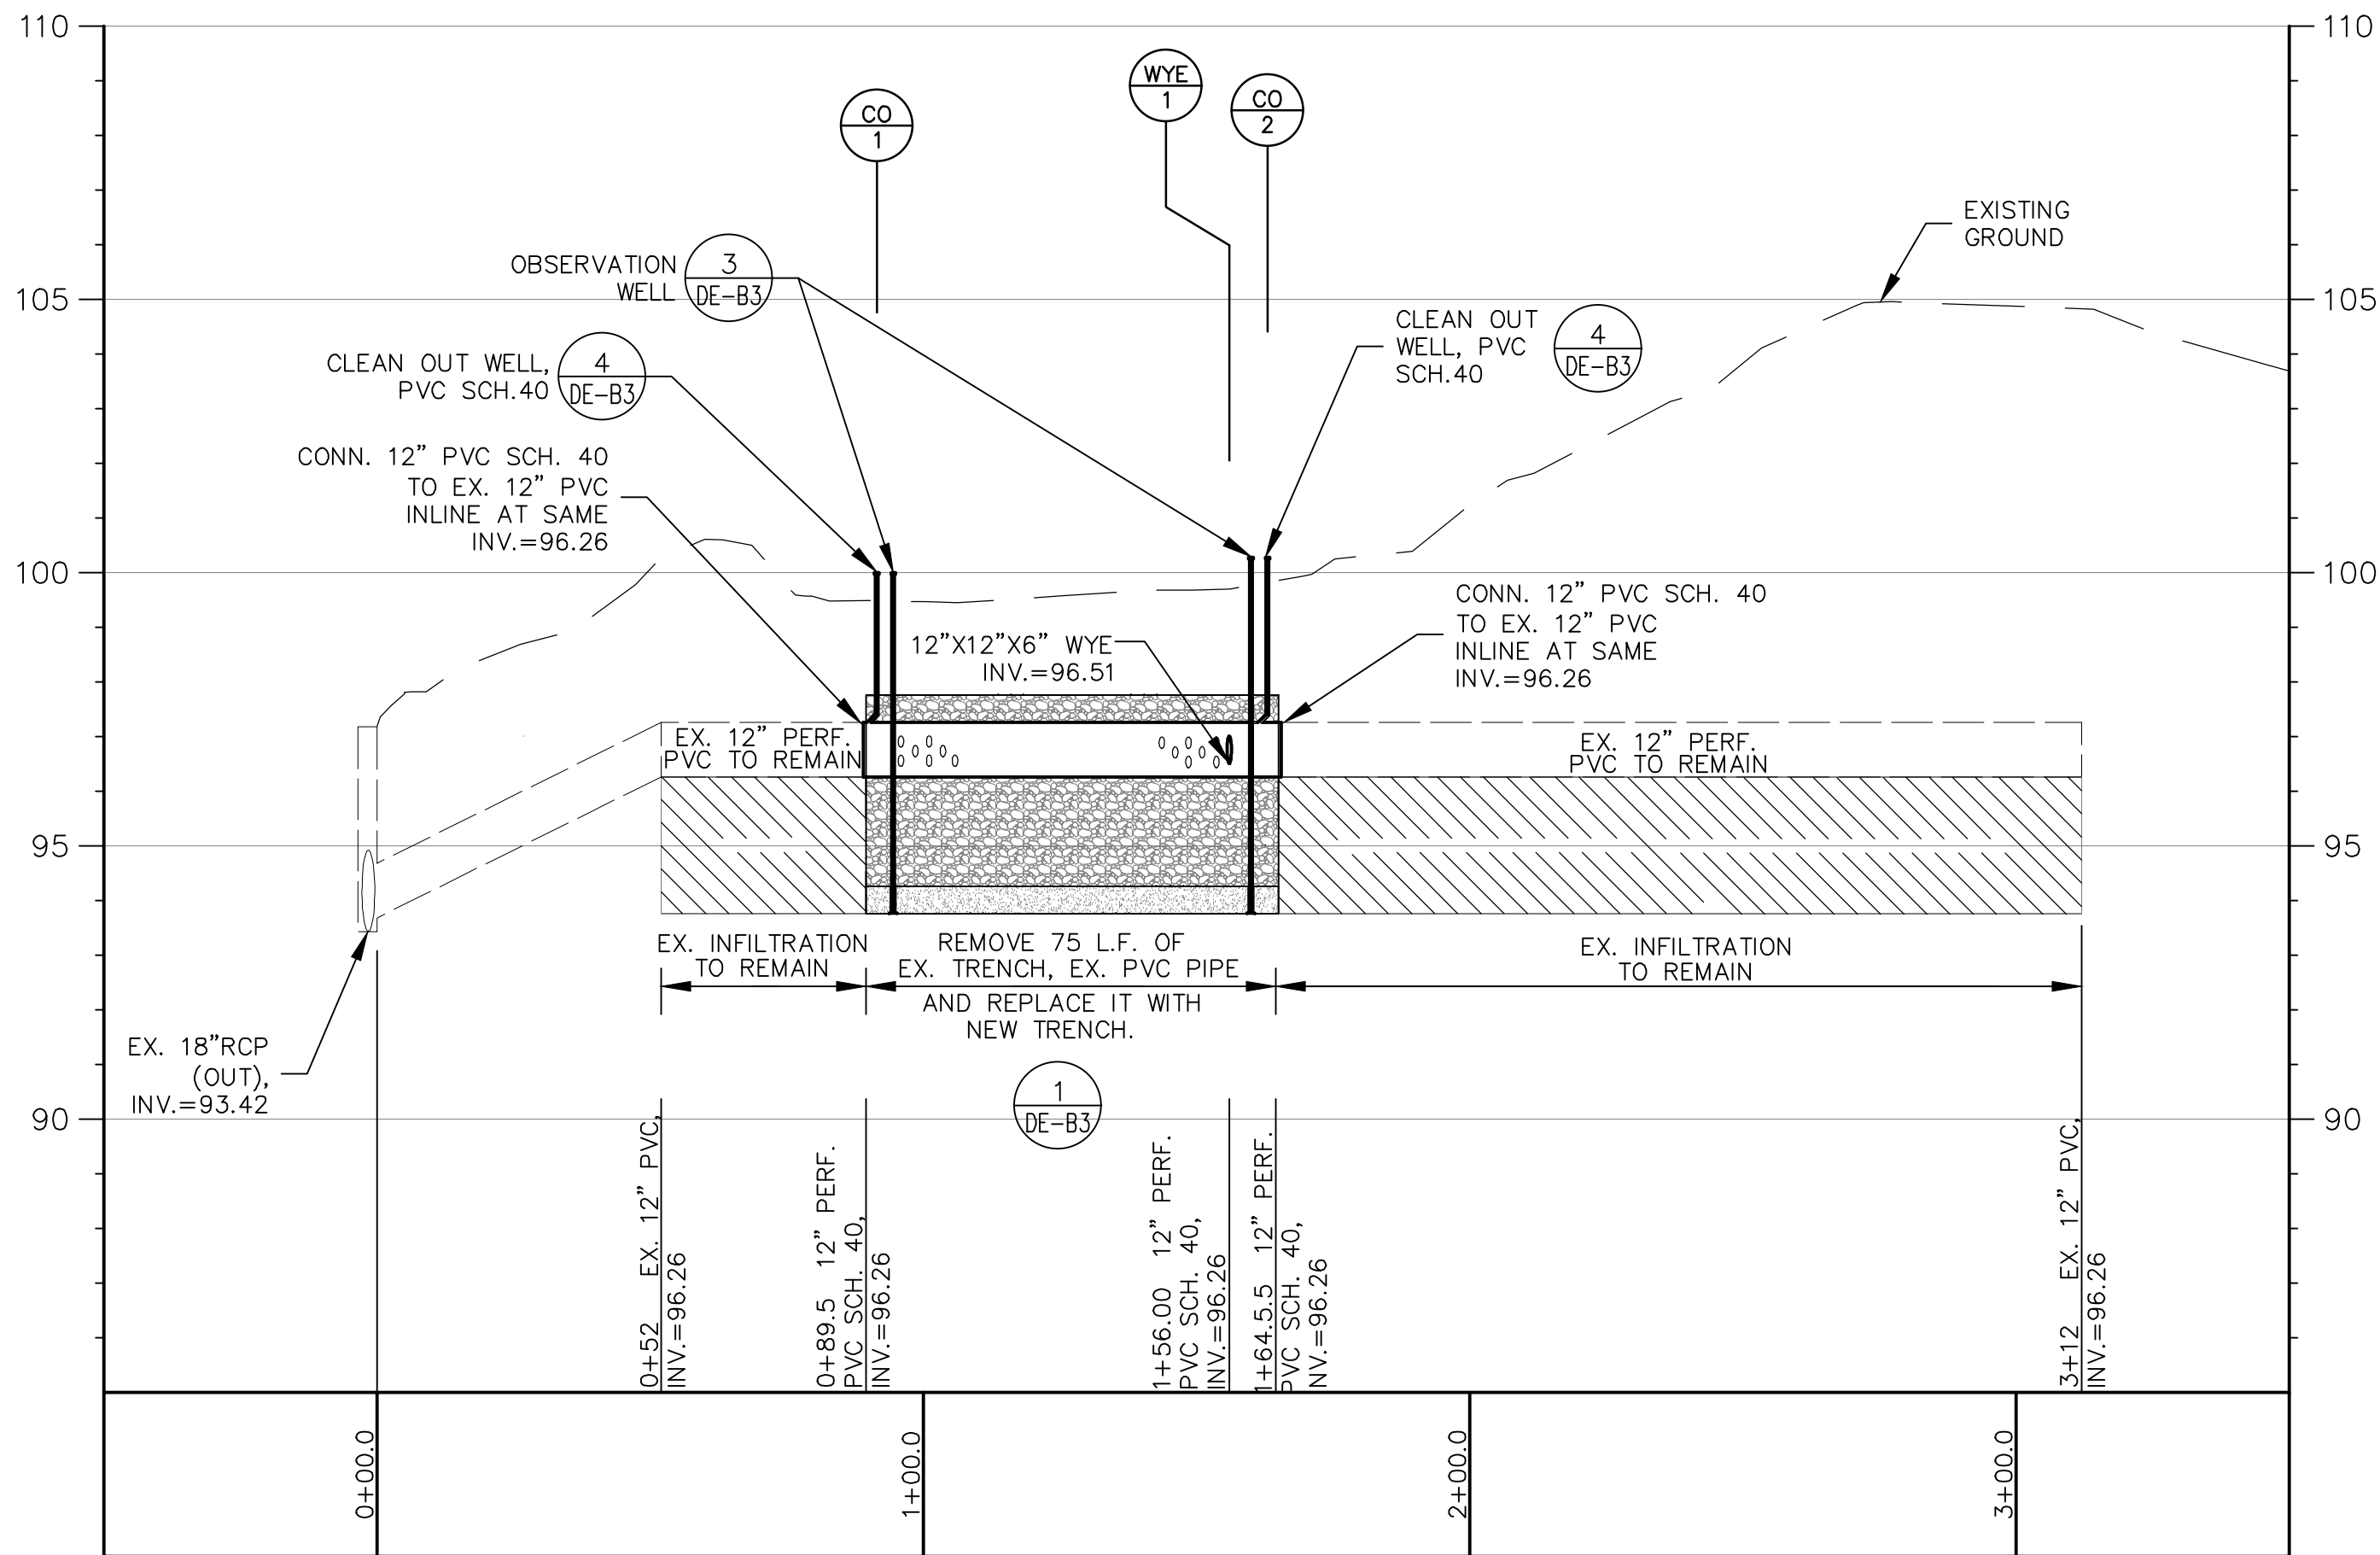 110
110
WYE
1
CO
2
CO
1
EXISTING
GROUND
OBSERVATION
WELL
3
DE-B3
105
105
CLEAN OUT
WELL, PVC
SCH.40
4
DE-B3
CLEAN OUT WELL,
PVC SCH.40
4
DE-B3
CONN. 12" PVC SCH. 40
TO EX. 12" PVC
INLINE AT SAME
INV.=96.26
100
100
CONN. 12" PVC SCH. 40
TO EX. 12" PVC
INLINE AT SAME
INV.=96.26
12"X12"X6" WYE
INV.=96.51
EX. 12" PERF.
PVC TO REMAIN
EX. 12" PERF.
PVC TO REMAIN
95
95
EX. INFILTRATION
TO REMAIN
REMOVE 75 L.F. OF
EX. TRENCH, EX. PVC PIPE
AND REPLACE IT WITH
NEW TRENCH.
EX. INFILTRATION
TO REMAIN
EX. 18"RCP
(OUT),
INV.=93.42
1
DE-B3
90
90
0+52 EX. 12" PVC,
INV.=96.26
0+89.5 12" PERF.
PVC SCH. 40,
INV.=96.26
1+56.00 12" PERF.
PVC SCH. 40,
INV.=96.26
1+64.5.5 12" PERF.
PVC SCH. 40,
NV.=96.26
3+12 EX. 12" PVC,
INV.=96.26
0+00.0
1+00.0
2+00.0
3+00.0